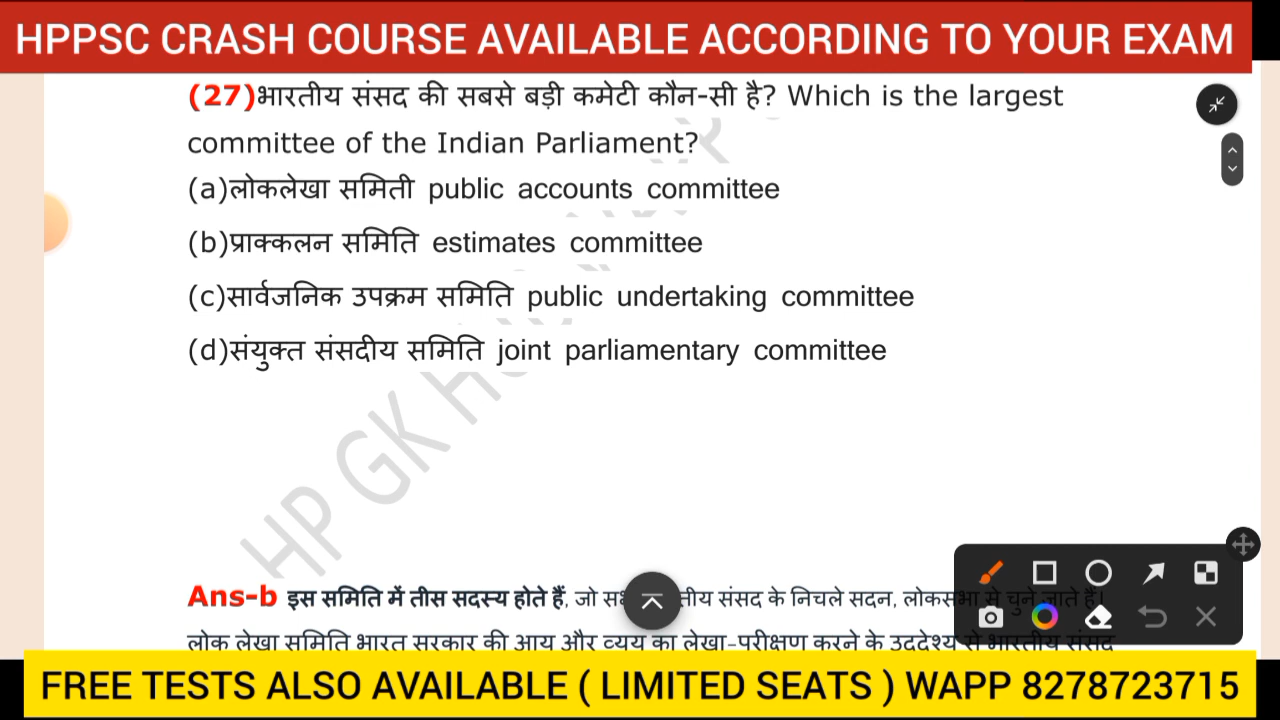 HPPSC CRASH COURSE AVAILABLE ACCORDING TO YOUR EXAM
(27)भारतीय संसद की सबसे बड़ी कमेटी कौन-सी है? Which is the largest
committee of the Indian Parliament?
(a)लोकलेखा समिती public accounts committee
(b)प्राक्कलन समिति estimates committee
(c)सार्वजनिक उपक्रम समिति public undertaking committee
(d)संयुक्त संसदीय समिति joint parliamentary committee
HP GK
Ans-b इस समिति में तीस सदस्य होते हैं, जो संसद के निचले सदन, लोकसभा से चुने जाते हैं।
लोक लेखा समिति भारत सरकार की आय और व्यय का लेखा-परीक्षण करने के उद्देश्य से भारतीय संसद
FREE TESTS ALSO AVAILABLE ( LIMITED SEATS ) WAPP 8278723715